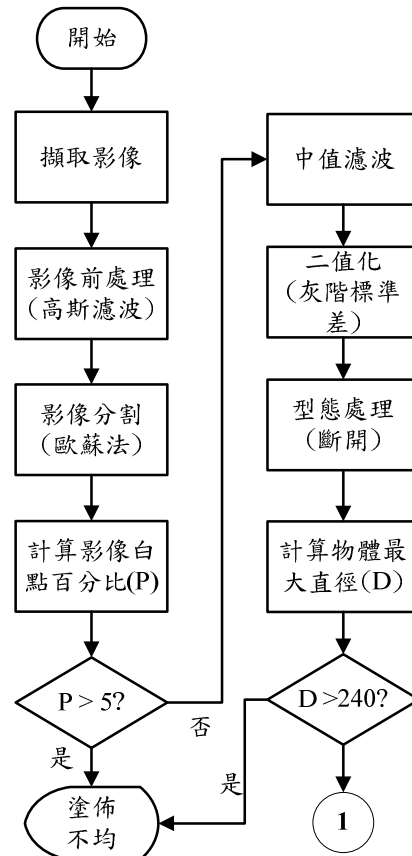 開始
擷取影像
影像前處理
(高斯濾波)
影像分割
(歐蘇法)
計算影像白
點百分比(P)
P > 5?
否
是
塗佈
不均
中值濾波
二值化
(灰階標準
差)
型態處理
(斷開)
計算物體最
大直徑(D)
D >240?
是
1